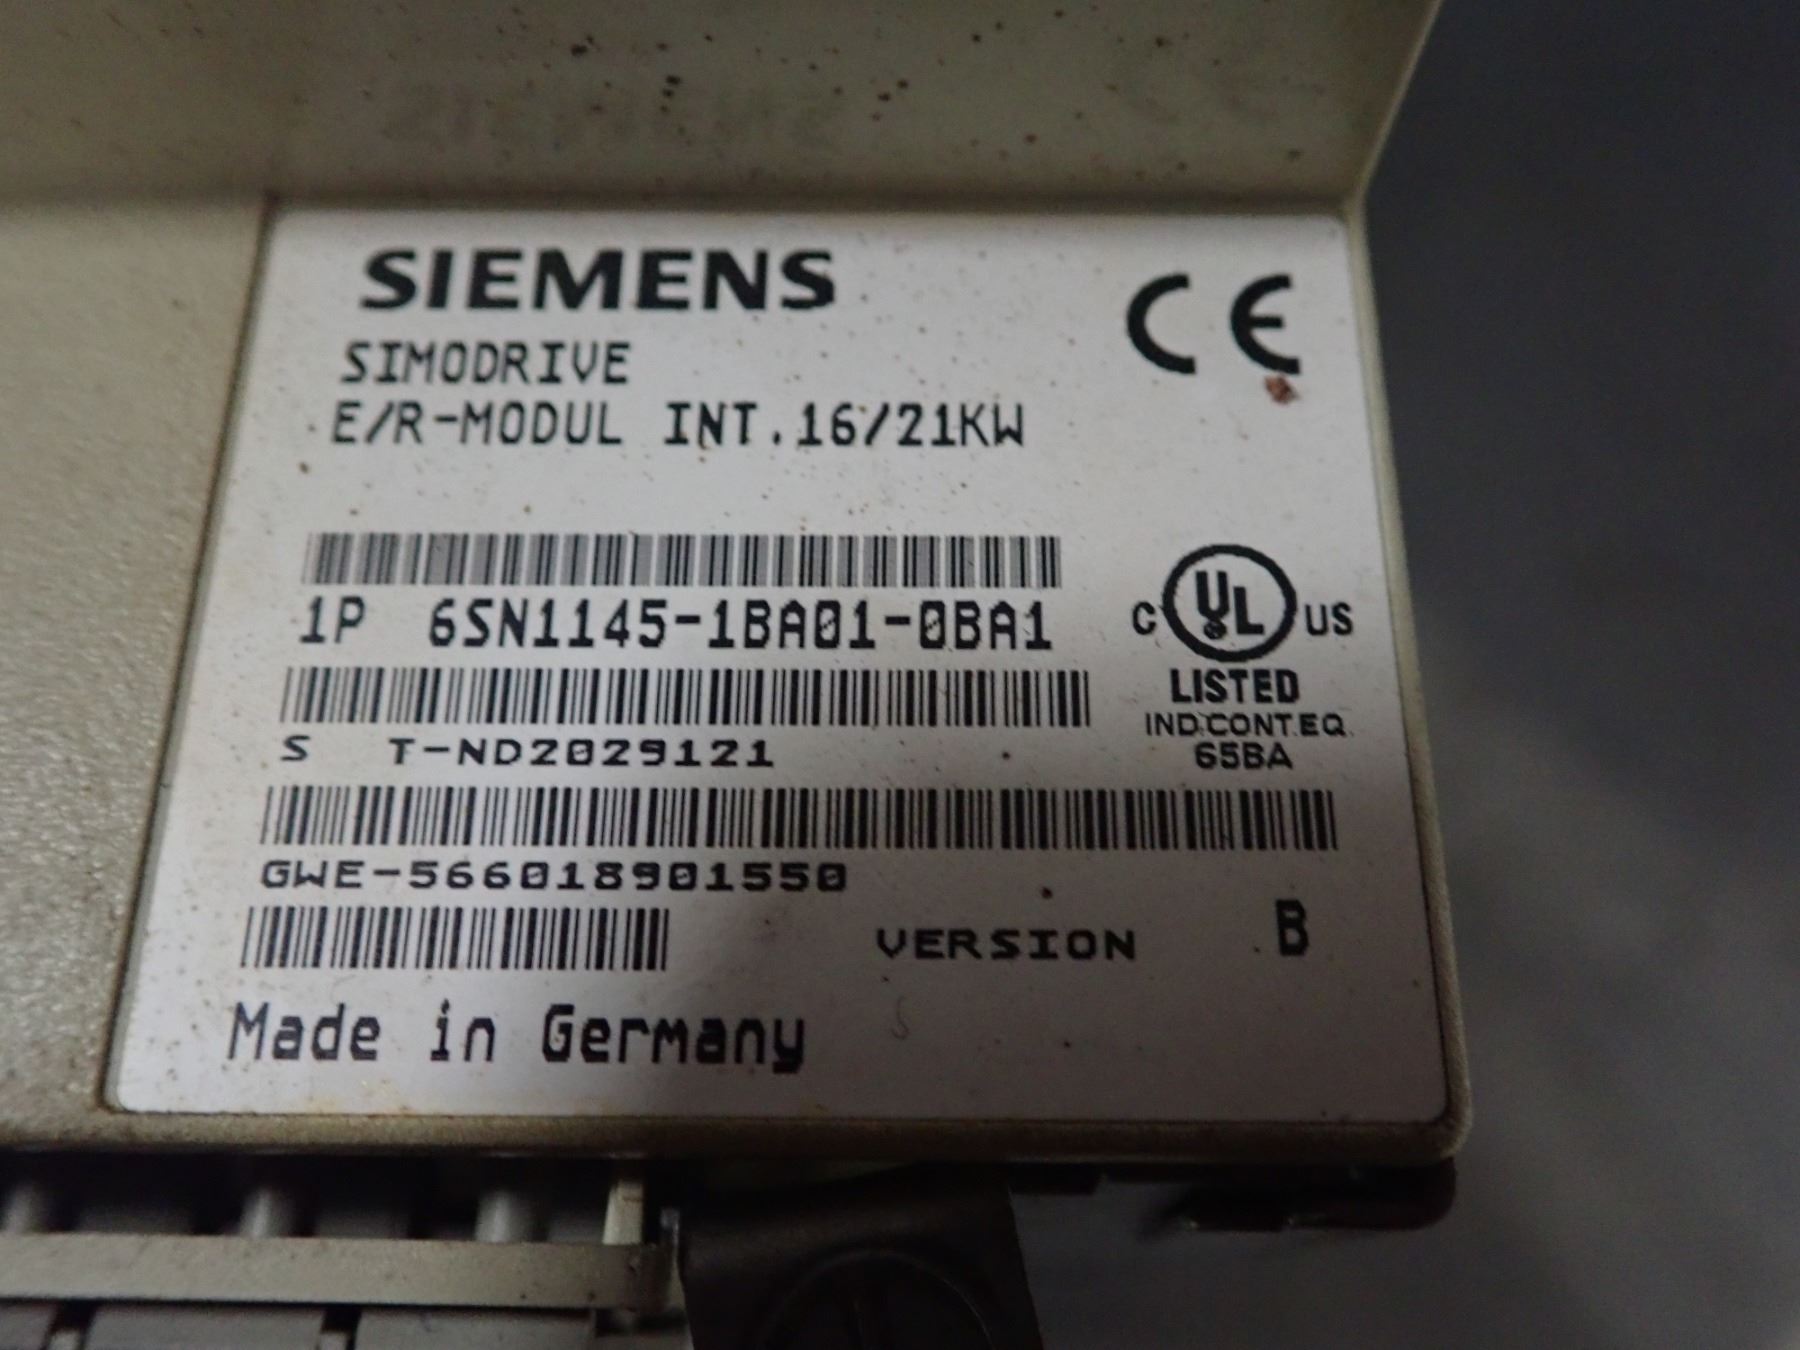 SIEMENS
CE
SIMODRIVE
E/R-MODUL INT.16/21KW
1P 6SN1145-1BA01-0BA1
C UL US
LISTED
IND.CONT.EQ.
65BA
S T-ND2029121
GWE-566018901550
VERSION B
Made in Germany